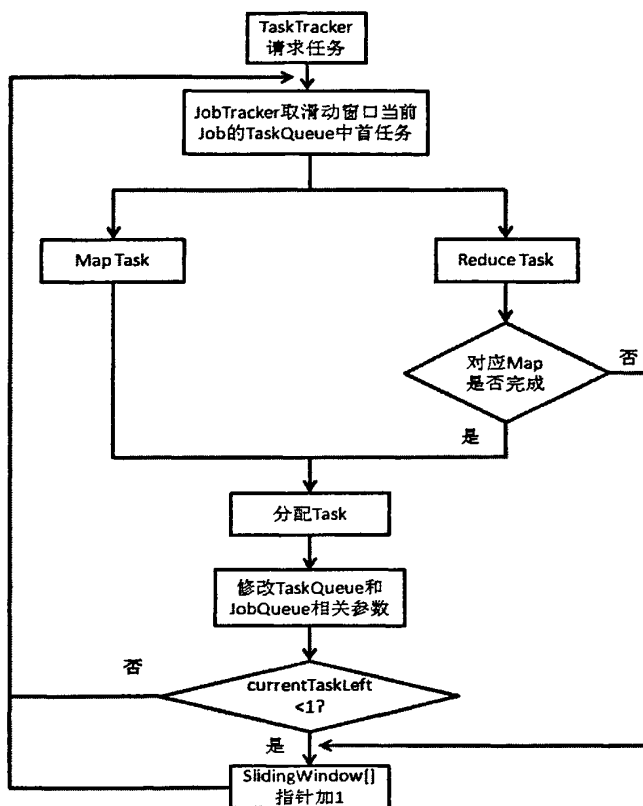 TaskTracker
请求任务
JobTracker取滑动窗口当前
Job的TaskQueue中首任务
Map Task
Reduce Task
对应Map
是否完成
否
是
分配Task
修改TaskQueue和
JobQueue相关参数
否
currentTaskLeft
<1?
是
SlidingWindow[]
指针加1